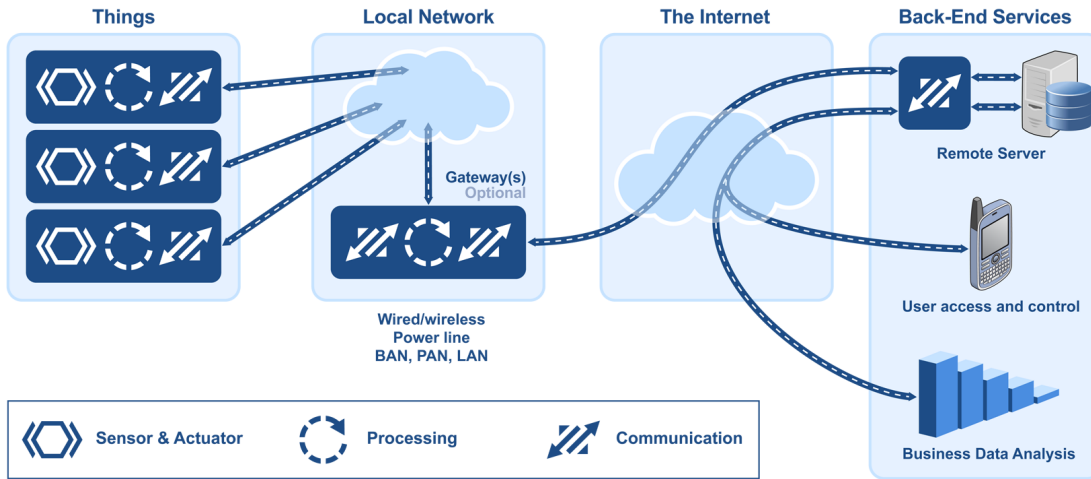 Things
Local Network
The Internet
Back-End Services
Gateway(s)
Optional
Wired/wireless
Power line
BAN, PAN, LAN
Remote Server
User access and control
Business Data Analysis
Sensor & Actuator
Processing
Communication